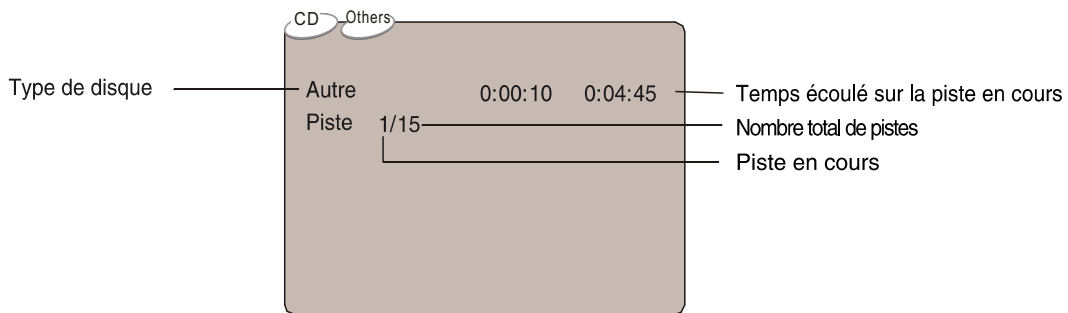 CD Others
Type de disque Autre 0:00:10 0:04:45 Temps écoulé sur la piste en cours
Piste 1/15 Nombre total de pistes
Piste en cours